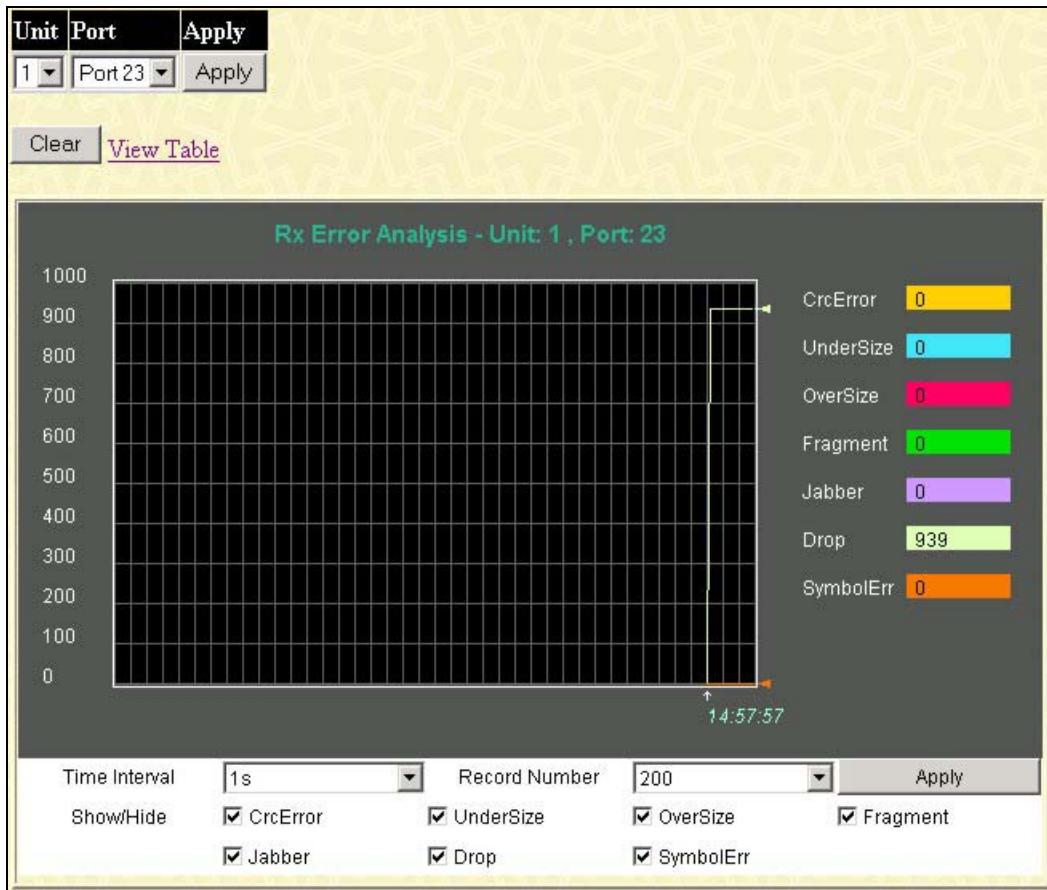 Unit Port Apply
1 Port 23 Apply
Clear View Table
Rx Error Analysis - Unit: 1 , Port: 23
1000
900
800
700
600
500
400
300
200
100
0
CrcError 0
UnderSize 0
OverSize 0
Fragment 0
Jabber 0
Drop 939
SymbolErr 0
14:57:57
Time Interval 1s Record Number 200 Apply
Show/Hide CrcError UnderSize OverSize Fragment
Jabber Drop SymbolErr